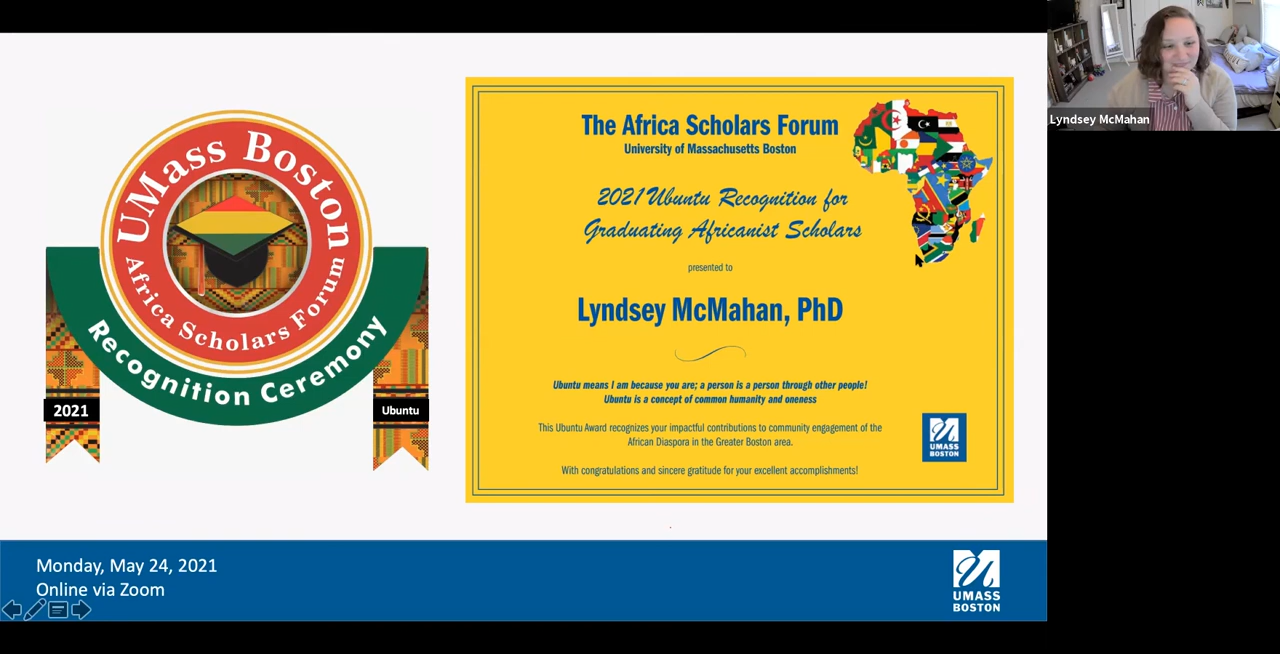 UMass Boston
Africa Scholars Forum
Recognition Ceremony
2021
Ubuntu
The Africa Scholars Forum
University of Massachusetts Boston
2021 Ubuntu Recognition for
Graduating Africanist Scholars
presented to
Lyndsey McMahan, PhD
Ubuntu means I am because you are; a person is a person through other people!
Ubuntu is a concept of common humanity and oneness
This Ubuntu Award recognizes your impactful contributions to community engagement of the
African Diaspora in the Greater Boston area.
With congratulations and sincere gratitude for your excellent accomplishments!
UMASS
BOSTON
Monday, May 24, 2021
Online via Zoom
UMASS
BOSTON
Lyndsey McMahan